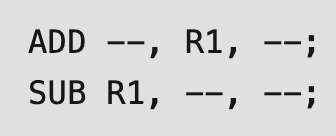 ADD --, R1, --;
SUB R1, --, --;